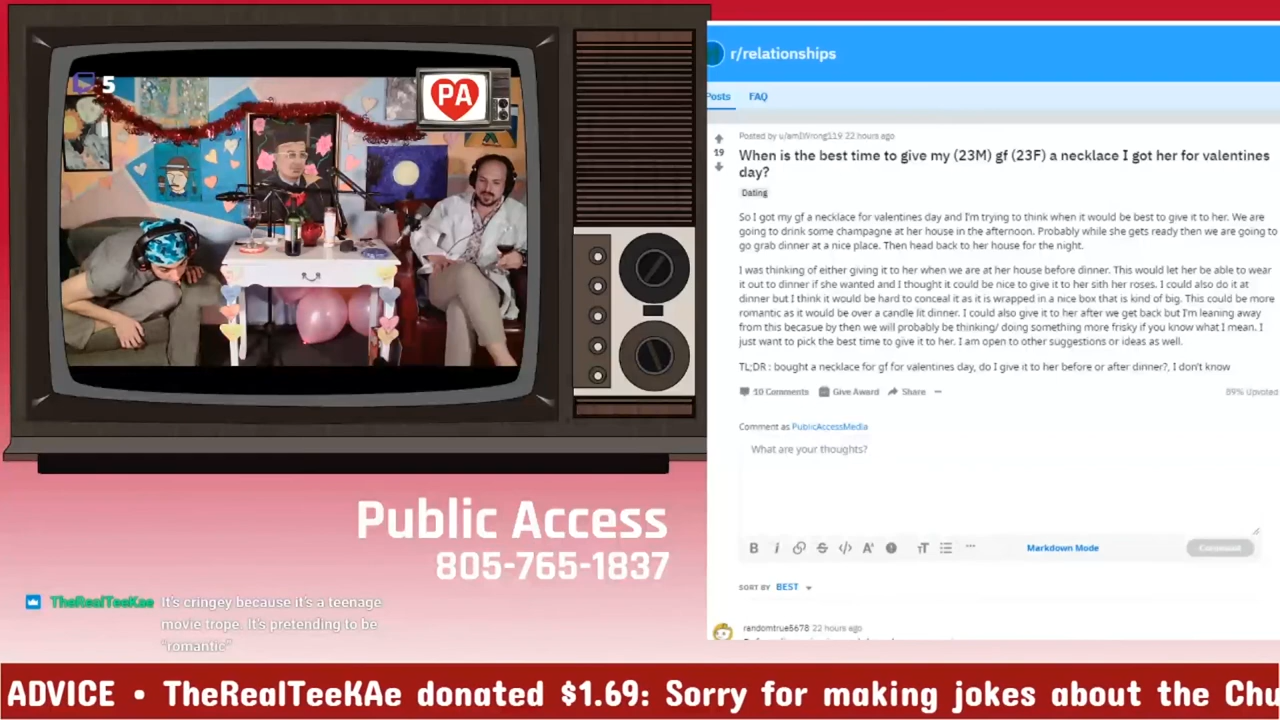 5
PA
Public Access
805-765-1837
TheRealTeeKae It's cringey because it's a teenage
movie trope. It's pretending to be
"romantic"
r/relationships
Posts FAQ
Posted by u/amIWrong119 22 hours ago
19
When is the best time to give my (23M) gf (23F) a necklace I got her for valentines
day?
Dating
So I got my gf a necklace for valentines day and I'm trying to think when it would be best to give it to her. We are
going to drink some champagne at her house in the afternoon. Probably while she gets ready then we are going to
go grab dinner at a nice place. Then head back to her house for the night.
I was thinking of either giving it to her when we are at her house before dinner. This would let her be able to wear
it out to dinner if she wanted and I thought it could be nice to give it to her sith her roses. I could also do it at
dinner but I think it would be hard to conceal it as it is wrapped in a nice box that is kind of big. This could be more
romantic as it would be over a candle lit dinner. I could also give it to her after we get back but I'm leaning away
from this becasue by then we will probably be thinking/ doing something more frisky if you know what I mean. I
just want to pick the best time to give it to her. I am open to other suggestions or ideas as well.
TL;DR : bought a necklace for gf for valentines day, do I give it to her before or after dinner?, I don't know
10 Comments Give Award Share ... 89% Upvoted
Comment as PublicAccessMedia
What are your thoughts?
B i S </> A ... Markdown Mode Comment
SORT BY BEST
randomtrue5678 22 hours ago
ADVICE • TheRealTeeKAe donated $1.69: Sorry for making jokes about the Chu